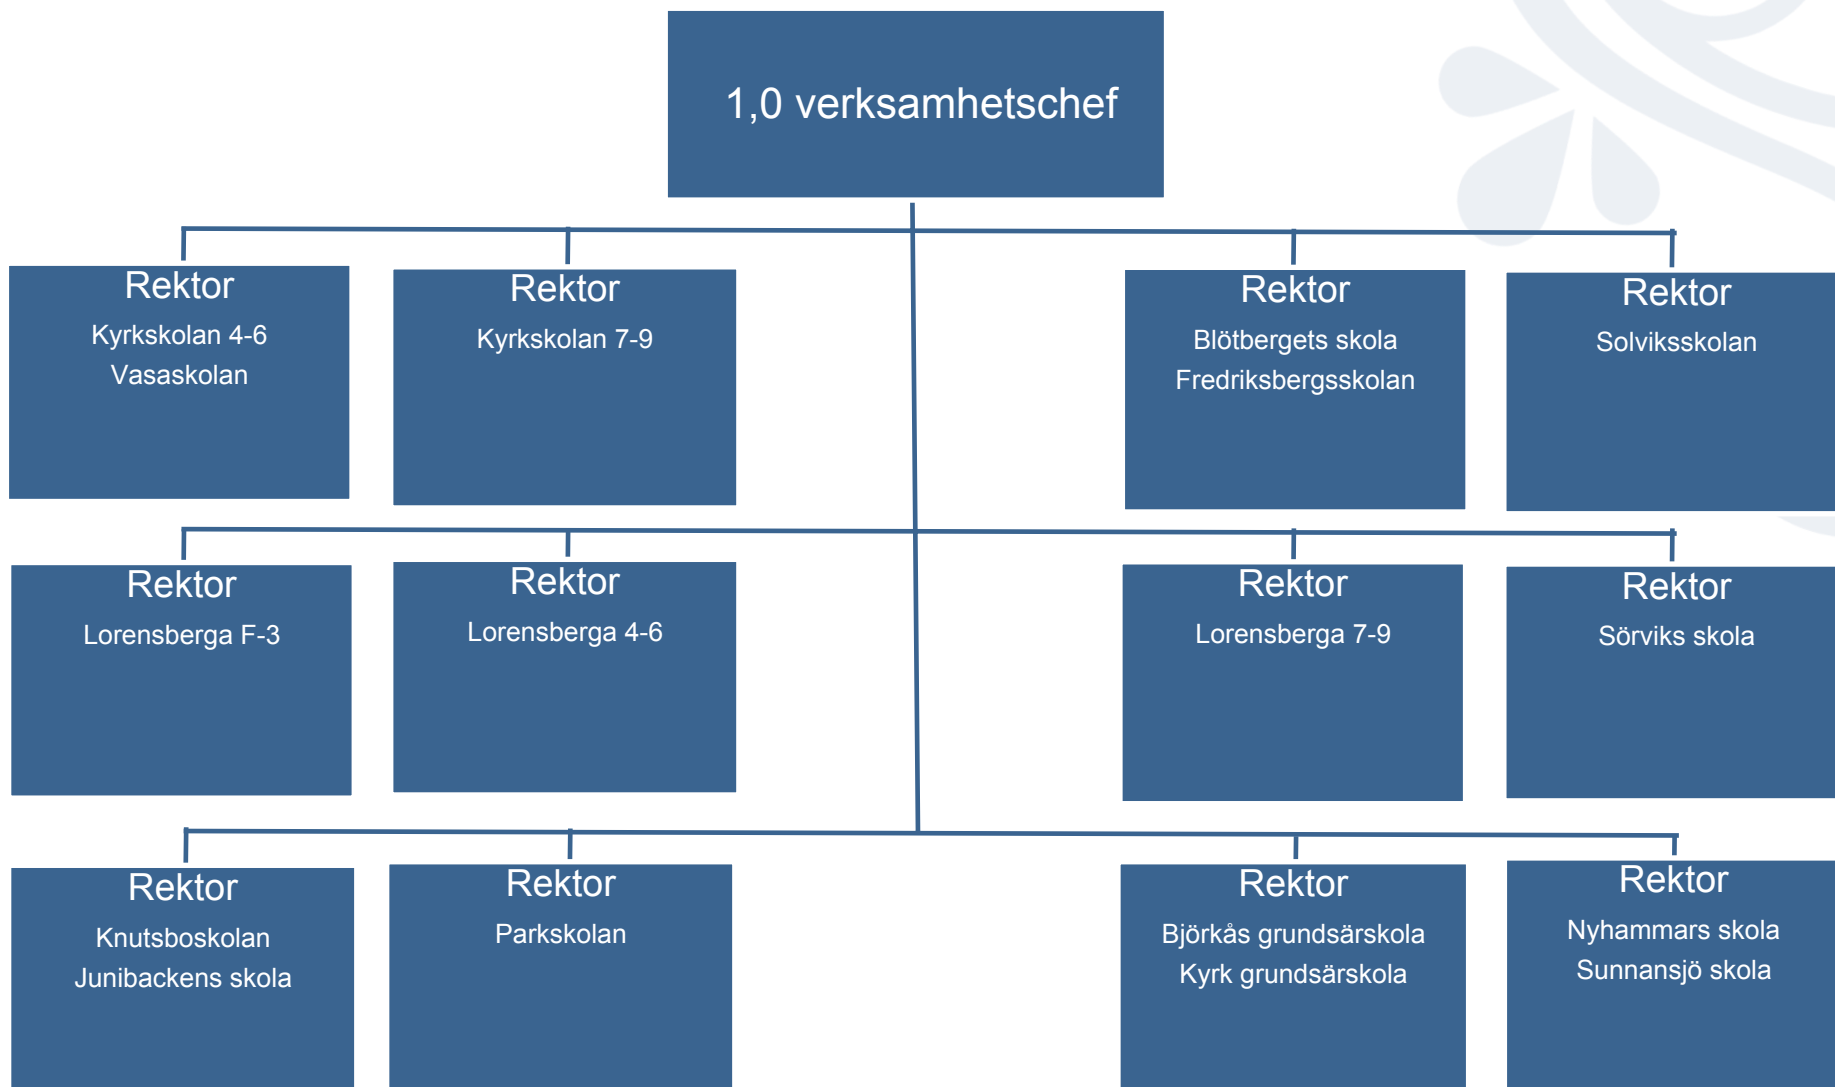 1,0 verksamhetschef
Rektor
Kyrkskolan 4-6
Vasaskolan
Rektor
Kyrkskolan 7-9
Rektor
Blötbergets skola
Fredriksbergsskolan
Rektor
Solviksskolan
Rektor
Lorensberga F-3
Rektor
Lorensberga 4-6
Rektor
Lorensberga 7-9
Rektor
Sörviks skola
Rektor
Knutsboskolan
Junibackens skola
Rektor
Parkskolan
Rektor
Björkås grundsärskola
Kyrk grundsärskola
Rektor
Nyhammars skola
Sunnansjö skola